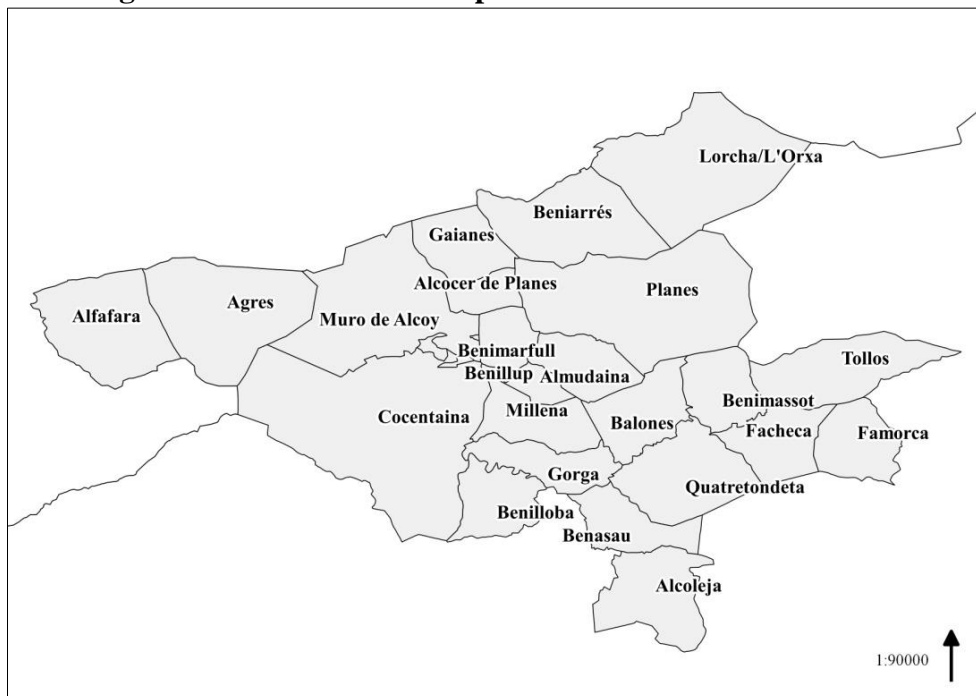 Lorcha/L'Orxa
Beniarrés
Gaianes
Alcocer de Planes
Planes
Agres
Alfafara
Muro de Alcoy
Benimarfull
Benillup
Almudaina
Tollos
Benimassot
Cocentaina
Millena
Balones
Facheca
Famorca
Gorga
Quatretondeta
Benilloba
Benasau
Alcoleja
1:90000